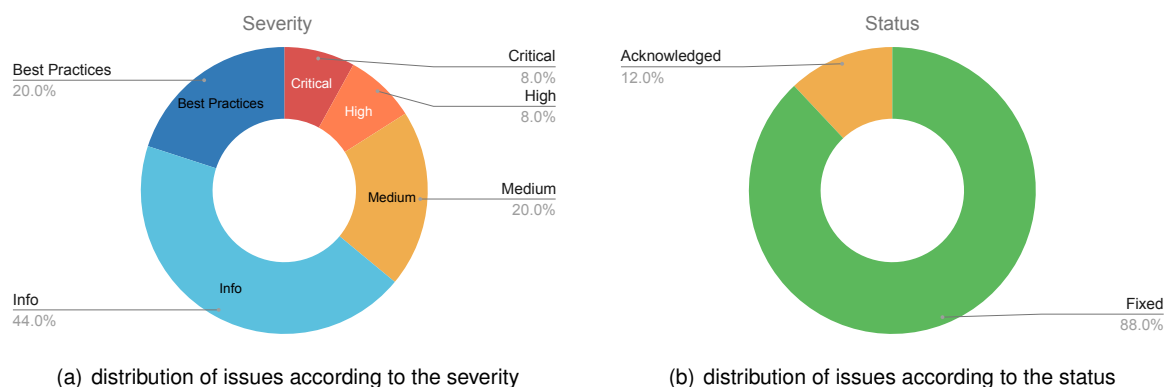 Severity
Critical
8.0%
High
8.0%
Medium
20.0%
Info
44.0%
Best Practices
20.0%
Critical
High
Medium
Info
Best Practices
(a) distribution of issues according to the severity
Status
Acknowledged
12.0%
Fixed
88.0%
(b) distribution of issues according to the status